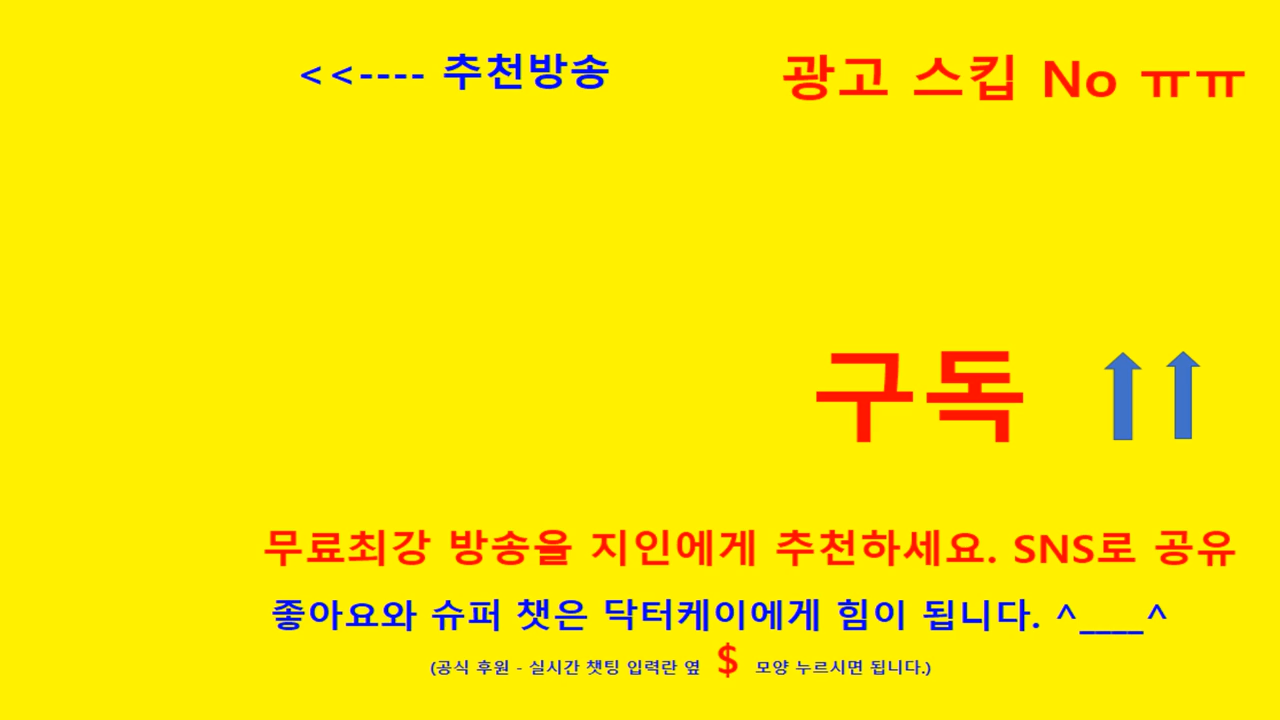 <<---- 추천방송
광고 스킵 No ㅠㅠ
구독
무료최강 방송을 지인에게 추천하세요. SNS로 공유
좋아요와 슈퍼 챗은 닥터케이에게 힘이 됩니다. ^____^
(공식 후원 - 실시간 챗팅 입력란 옆 $ 모양 누르시면 됩니다.)